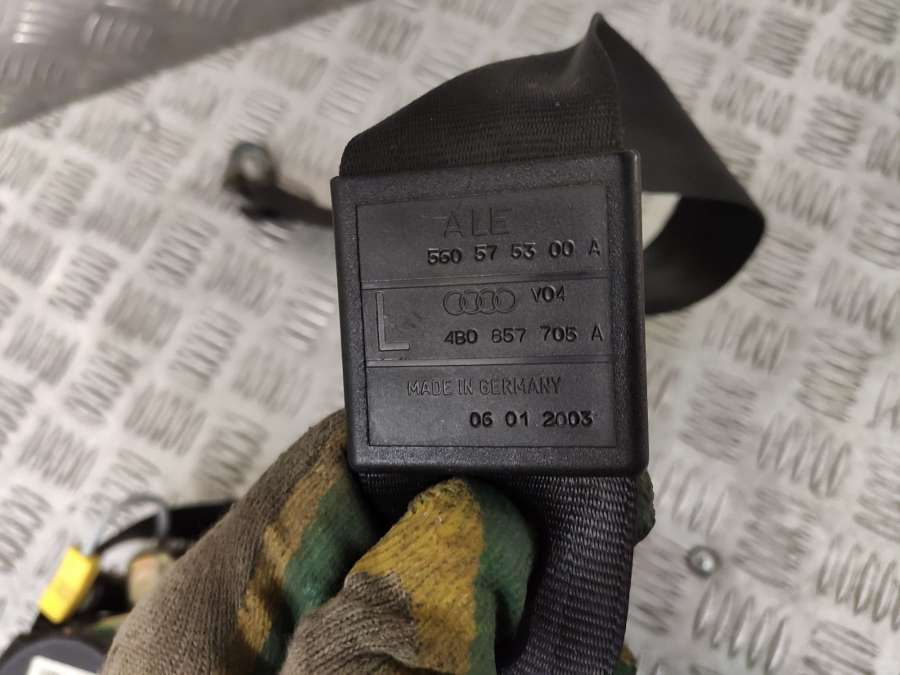 ALE
560 57 53 00 A
L
V04
4B0 857 705 A
MADE IN GERMANY
06 01 2003